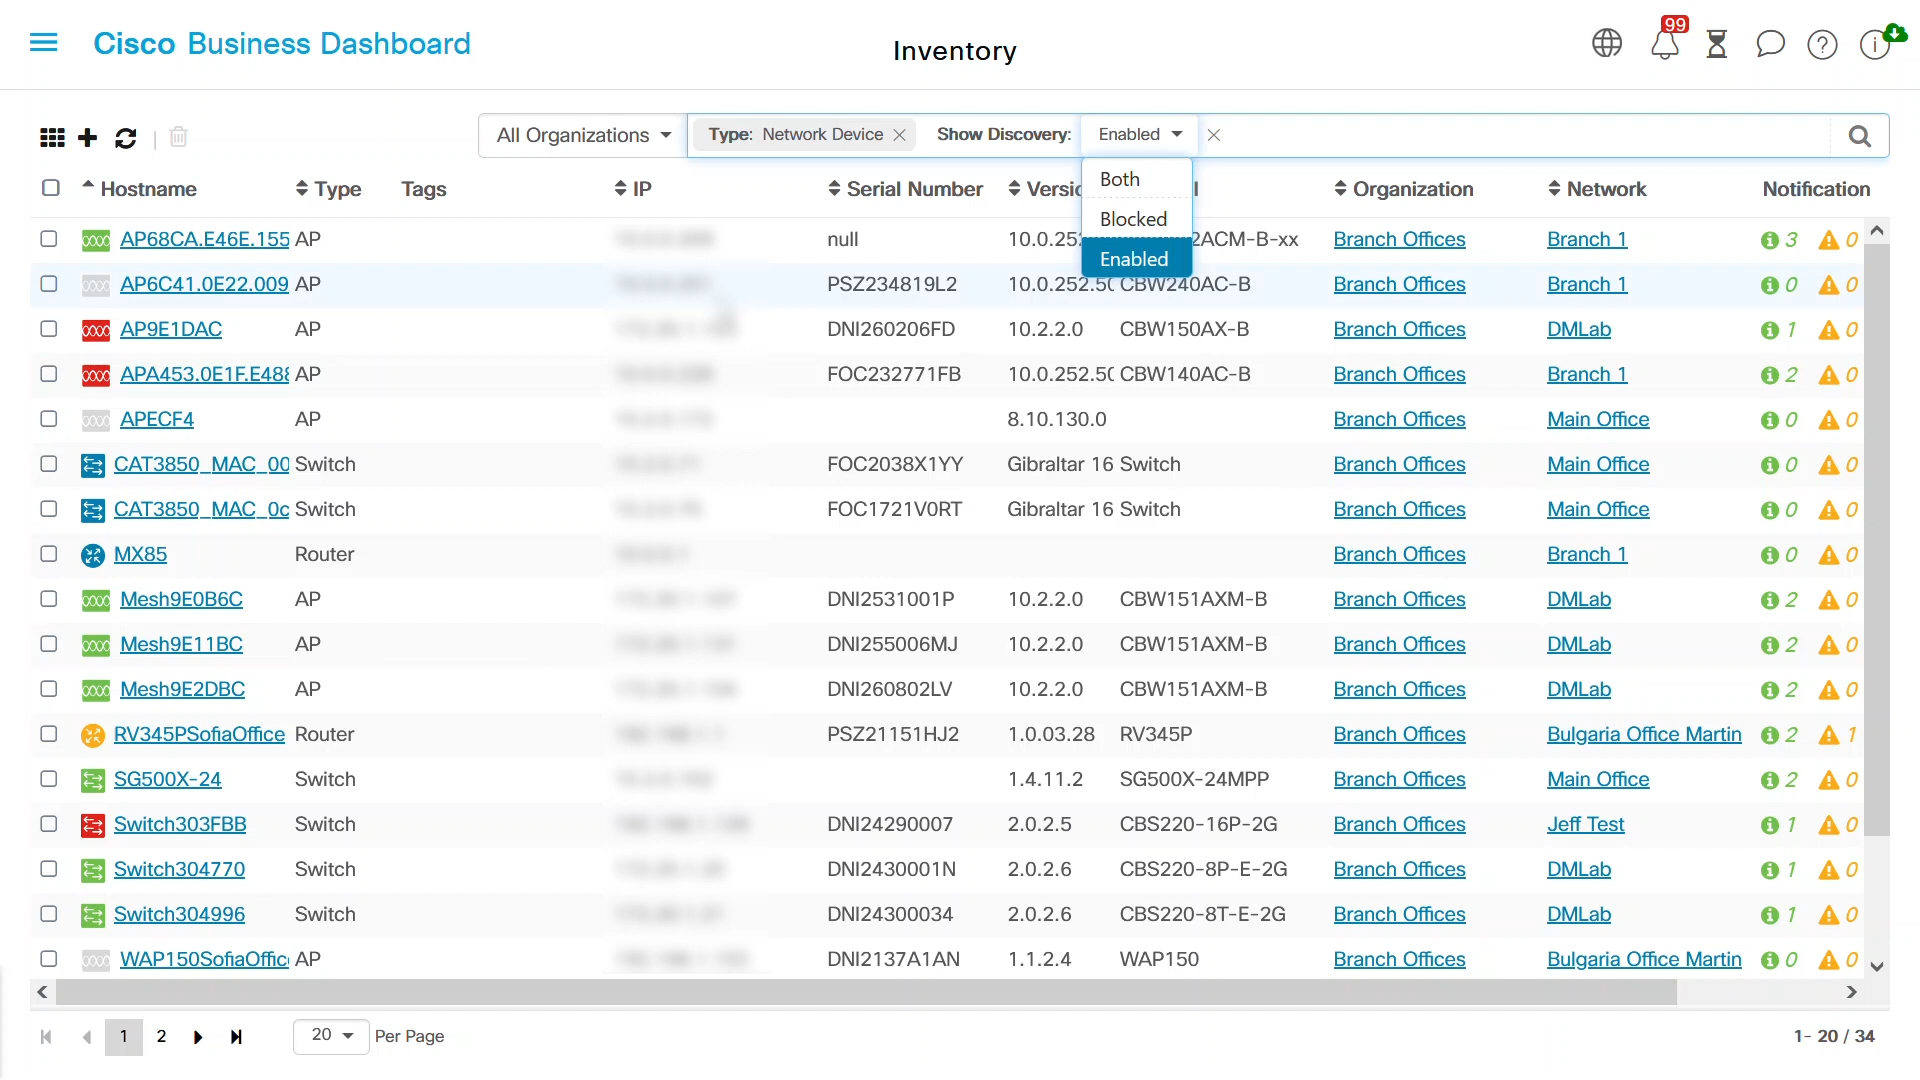 Cisco Business Dashboard
Inventory
99
All Organizations Type: Network Device Show Discovery: Enabled
Both
Blocked
Enabled
Hostname Type Tags IP Serial Number Versic l Organization Network Notification
AP68CA.E46E.155 AP null 10.0.252 2ACM-B-xx Branch Offices Branch 1 3 0
AP6C41.0E22.009 AP PSZ234819L2 10.0.252.50 CBW240AC-B Branch Offices Branch 1 0 0
AP9E1DAC AP DNI260206FD 10.2.2.0 CBW150AX-B Branch Offices DMLab 1 0
APA453.0E1F.E488 AP FOC232771FB 10.0.252.50 CBW140AC-B Branch Offices Branch 1 2 0
APECF4 AP 8.10.130.0 Branch Offices Main Office 0 0
CAT3850_MAC_00 Switch FOC2038X1YY Gibraltar 16 Switch Branch Offices Main Office 0 0
CAT3850_MAC_0c Switch FOC1721V0RT Gibraltar 16 Switch Branch Offices Main Office 0 0
MX85 Router Branch Offices Branch 1 0 0
Mesh9E0B6C AP DNI2531001P 10.2.2.0 CBW151AXM-B Branch Offices DMLab 2 0
Mesh9E11BC AP DNI255006MJ 10.2.2.0 CBW151AXM-B Branch Offices DMLab 2 0
Mesh9E2DBC AP DNI260802LV 10.2.2.0 CBW151AXM-B Branch Offices DMLab 2 0
RV345PSofiaOffice Router PSZ21151HJ2 1.0.03.28 RV345P Branch Offices Bulgaria Office Martin 2 1
SG500X-24 Switch 1.4.11.2 SG500X-24MPP Branch Offices Main Office 2 0
Switch303FBB Switch DNI24290007 2.0.2.5 CBS220-16P-2G Branch Offices Jeff Test 1 0
Switch304770 Switch DNI2430001N 2.0.2.6 CBS220-8P-E-2G Branch Offices DMLab 1 0
Switch304996 Switch DNI24300034 2.0.2.6 CBS220-8T-E-2G Branch Offices DMLab 1 0
WAP150SofiaOffic AP DNI2137A1AN 1.1.2.4 WAP150 Branch Offices Bulgaria Office Martin 0 0
1 2 20 Per Page 1- 20 / 34